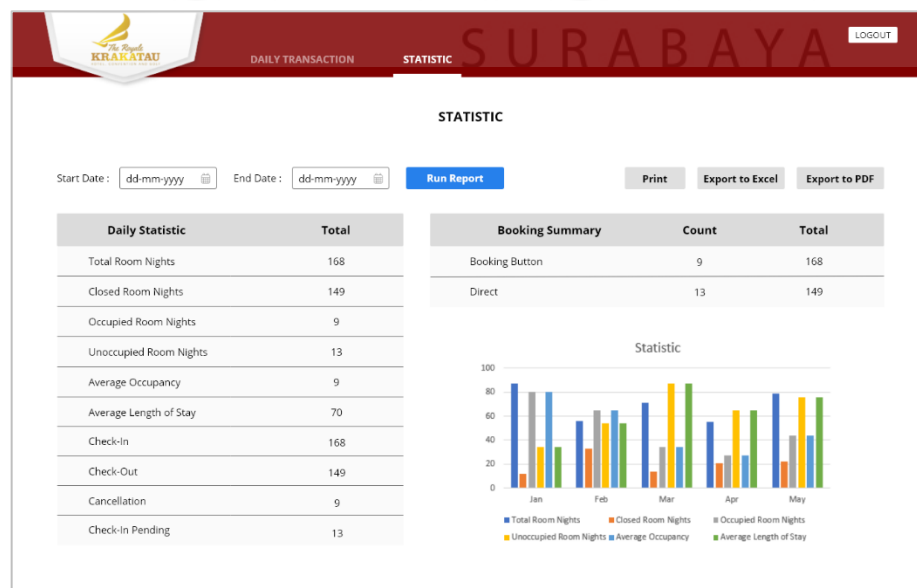 The Royale
KRAKATAU
SURABAYA
LOGOUT
DAILY TRANSACTION STATISTIC
STATISTIC
Start Date : dd-mm-yyyy End Date : dd-mm-yyyy Run Report Print Export to Excel Export to PDF
Daily Statistic Total
Total Room Nights 168
Closed Room Nights 149
Occupied Room Nights 9
Unoccupied Room Nights 13
Average Occupancy 9
Average Length of Stay 70
Check-In 168
Check-Out 149
Cancellation 9
Check-In Pending 13
Booking Summary Count Total
Booking Button 9 168
Direct 13 149
Statistic
100
80
60
40
20
0
Jan Feb Mar Apr May
Total Room Nights Closed Room Nights Occupied Room Nights
Unoccupied Room Nights Average Occupancy Average Length of Stay